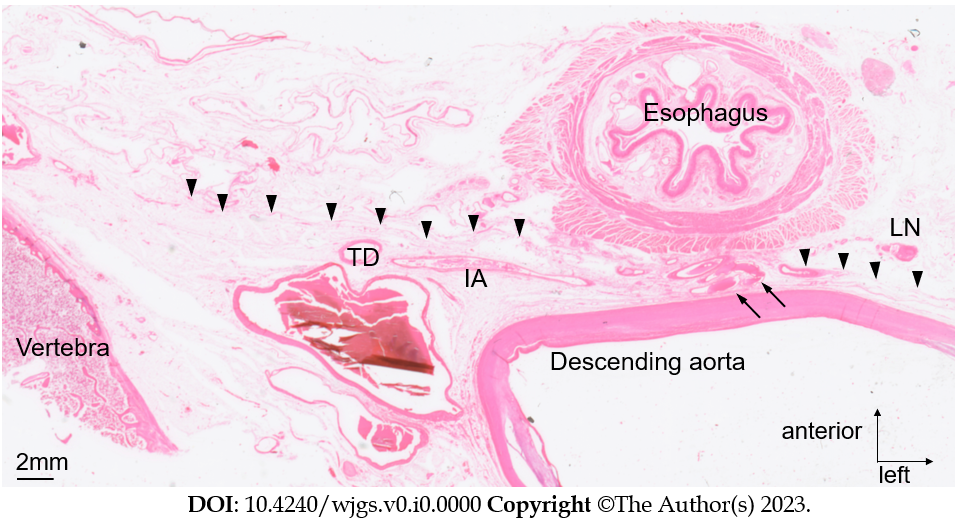 Esophagus
LN
TD
IA
Vertebra
Descending aorta
anterior
2mm
left
DOI: 10.4240/wjgs.v0.i0.0000 Copyright ©The Author(s) 2023.